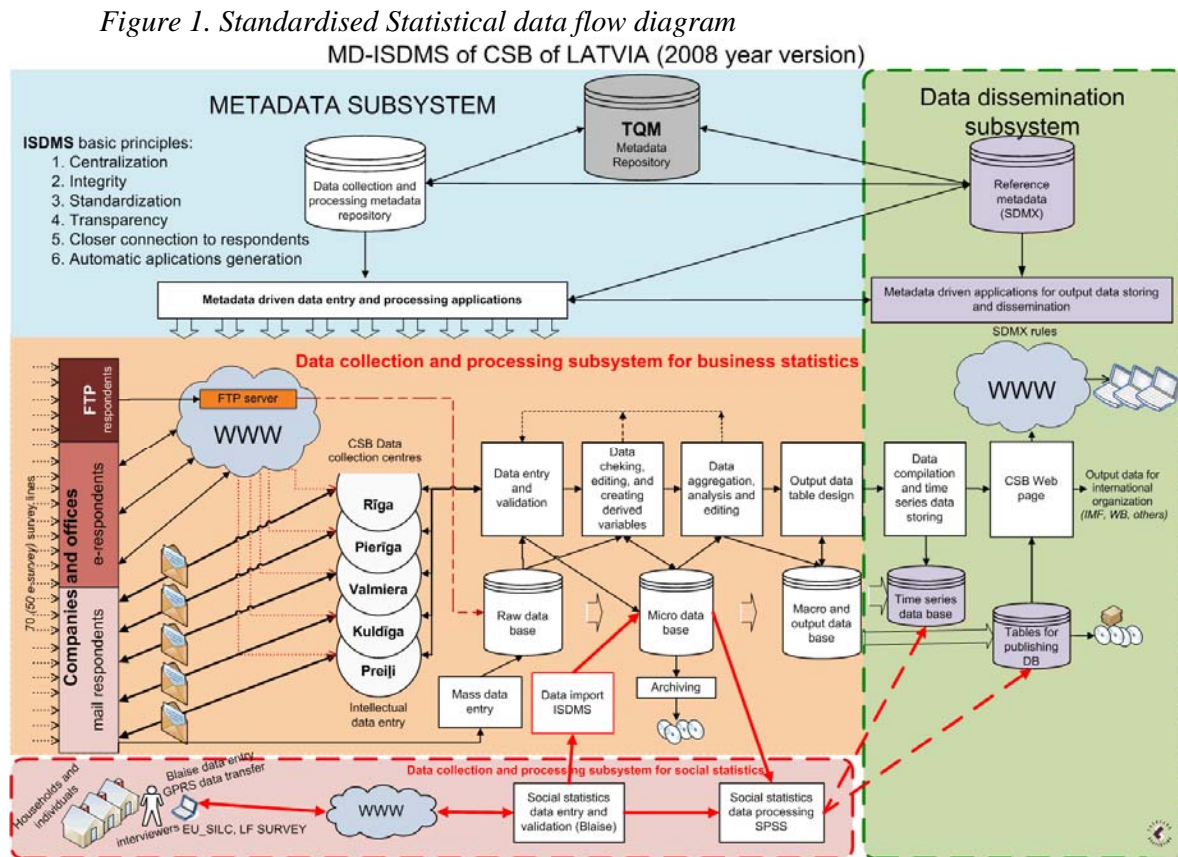 Figure 1. Standardised Statistical data flow diagram
MD-ISDMS of CSB of LATVIA (2008 year version)
METADATA SUBSYSTEM
ISDMS basic principles:
1. Centralization
2. Integrity
3. Standardization
4. Transparency
5. Closer connection to respondents
6. Automatic aplications generation
Data collection and
processing metadata
repository
TQM
Metadata
Repository
Metadata driven data entry and processing applications
Data dissemination
subsystem
Reference
metadata
(SDMX)
Metadata driven applications for output data storing
and dissemination
SDMX rules
WWW
Data collection and processing subsystem for business statistics
70 (50 e-survey) survey lines
Companies and offices
FTP
respondents
e-respondents
mail respondents
FTP server
WWW
CSB Data
collection centres
Rīga
Pierīga
Valmiera
Kuldīga
Preiļi
Intellectual
data entry
Data entry
and
validation
Data
cheking,
editing, and
creating
derived
variables
Data
aggregation,
analysis and
editing
Output data
table design
Data
compilation
and time
series data
storing
CSB Web
page
Output data for
international
organization
(IMF, WB, others)
Raw data
base
Micro data
base
Macro and
output data
base
Time series
data base
Tables for
publishing
DB
Mass data
entry
Data import
ISDMS
Archiving
Data collection and processing subsystem for social statistics
Households and
individuals
Blaise data entry
GPRS data transfer
interviewers
EU_SILC, LF SURVEY
WWW
Social statistics
data entry and
validation (Blaise)
Social statistics
data processing
SPSS